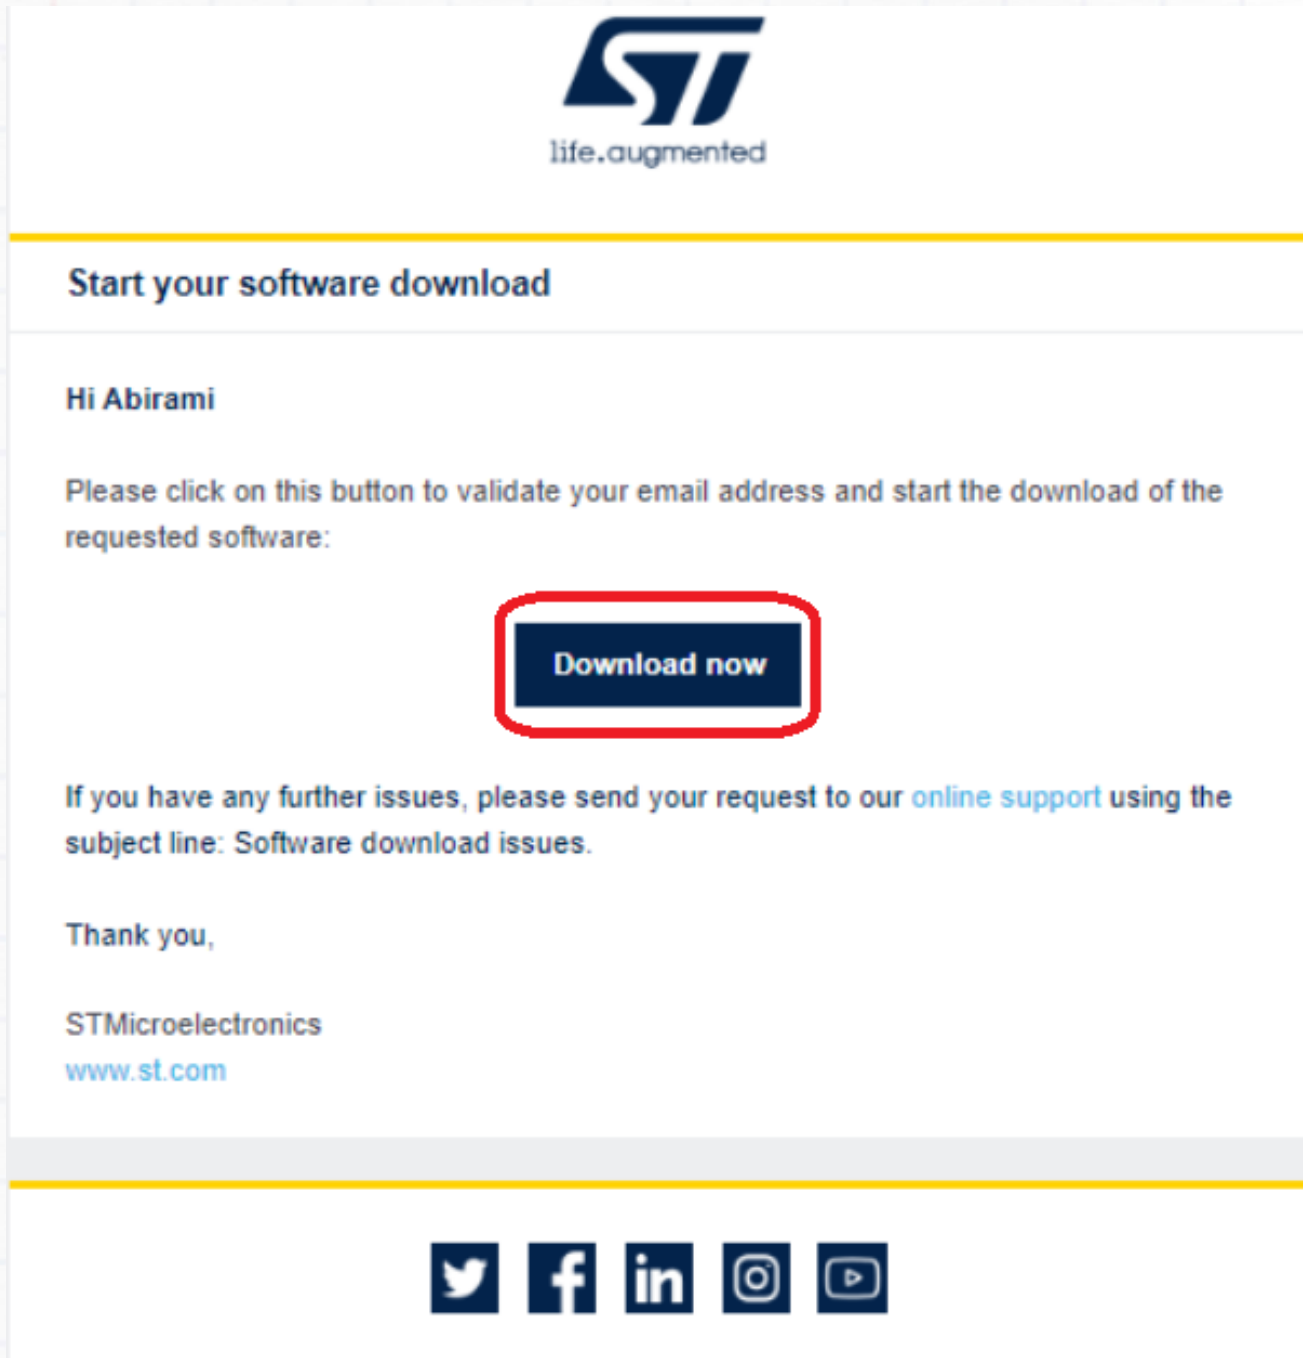 ST
life.augmented
Start your software download
Hi Abirami
Please click on this button to validate your email address and start the download of the
requested software:
Download now
If you have any further issues, please send your request to our online support using the
subject line: Software download issues.
Thank you,
STMicroelectronics
www.st.com
in